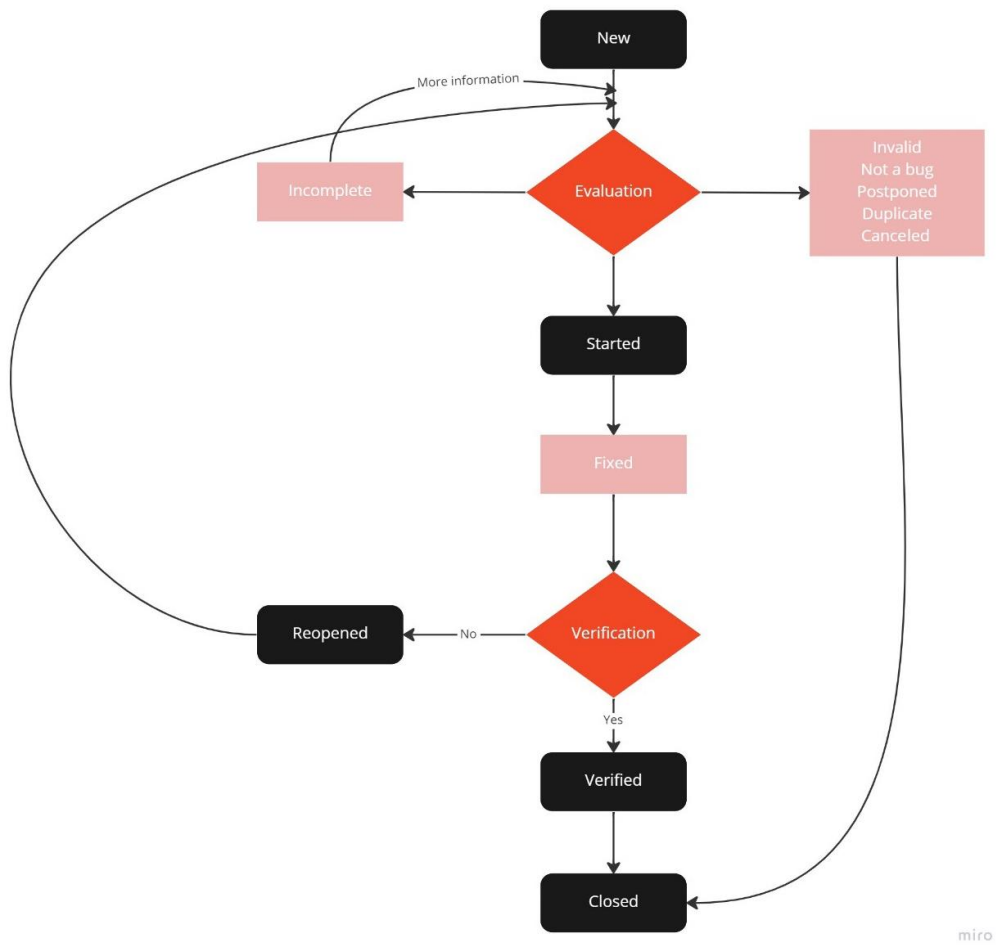 New
More information
Incomplete
Evaluation
Invalid
Not a bug
Postponed
Duplicate
Canceled
Started
Fixed
Reopened
No
Verification
Yes
Verified
Closed
miro